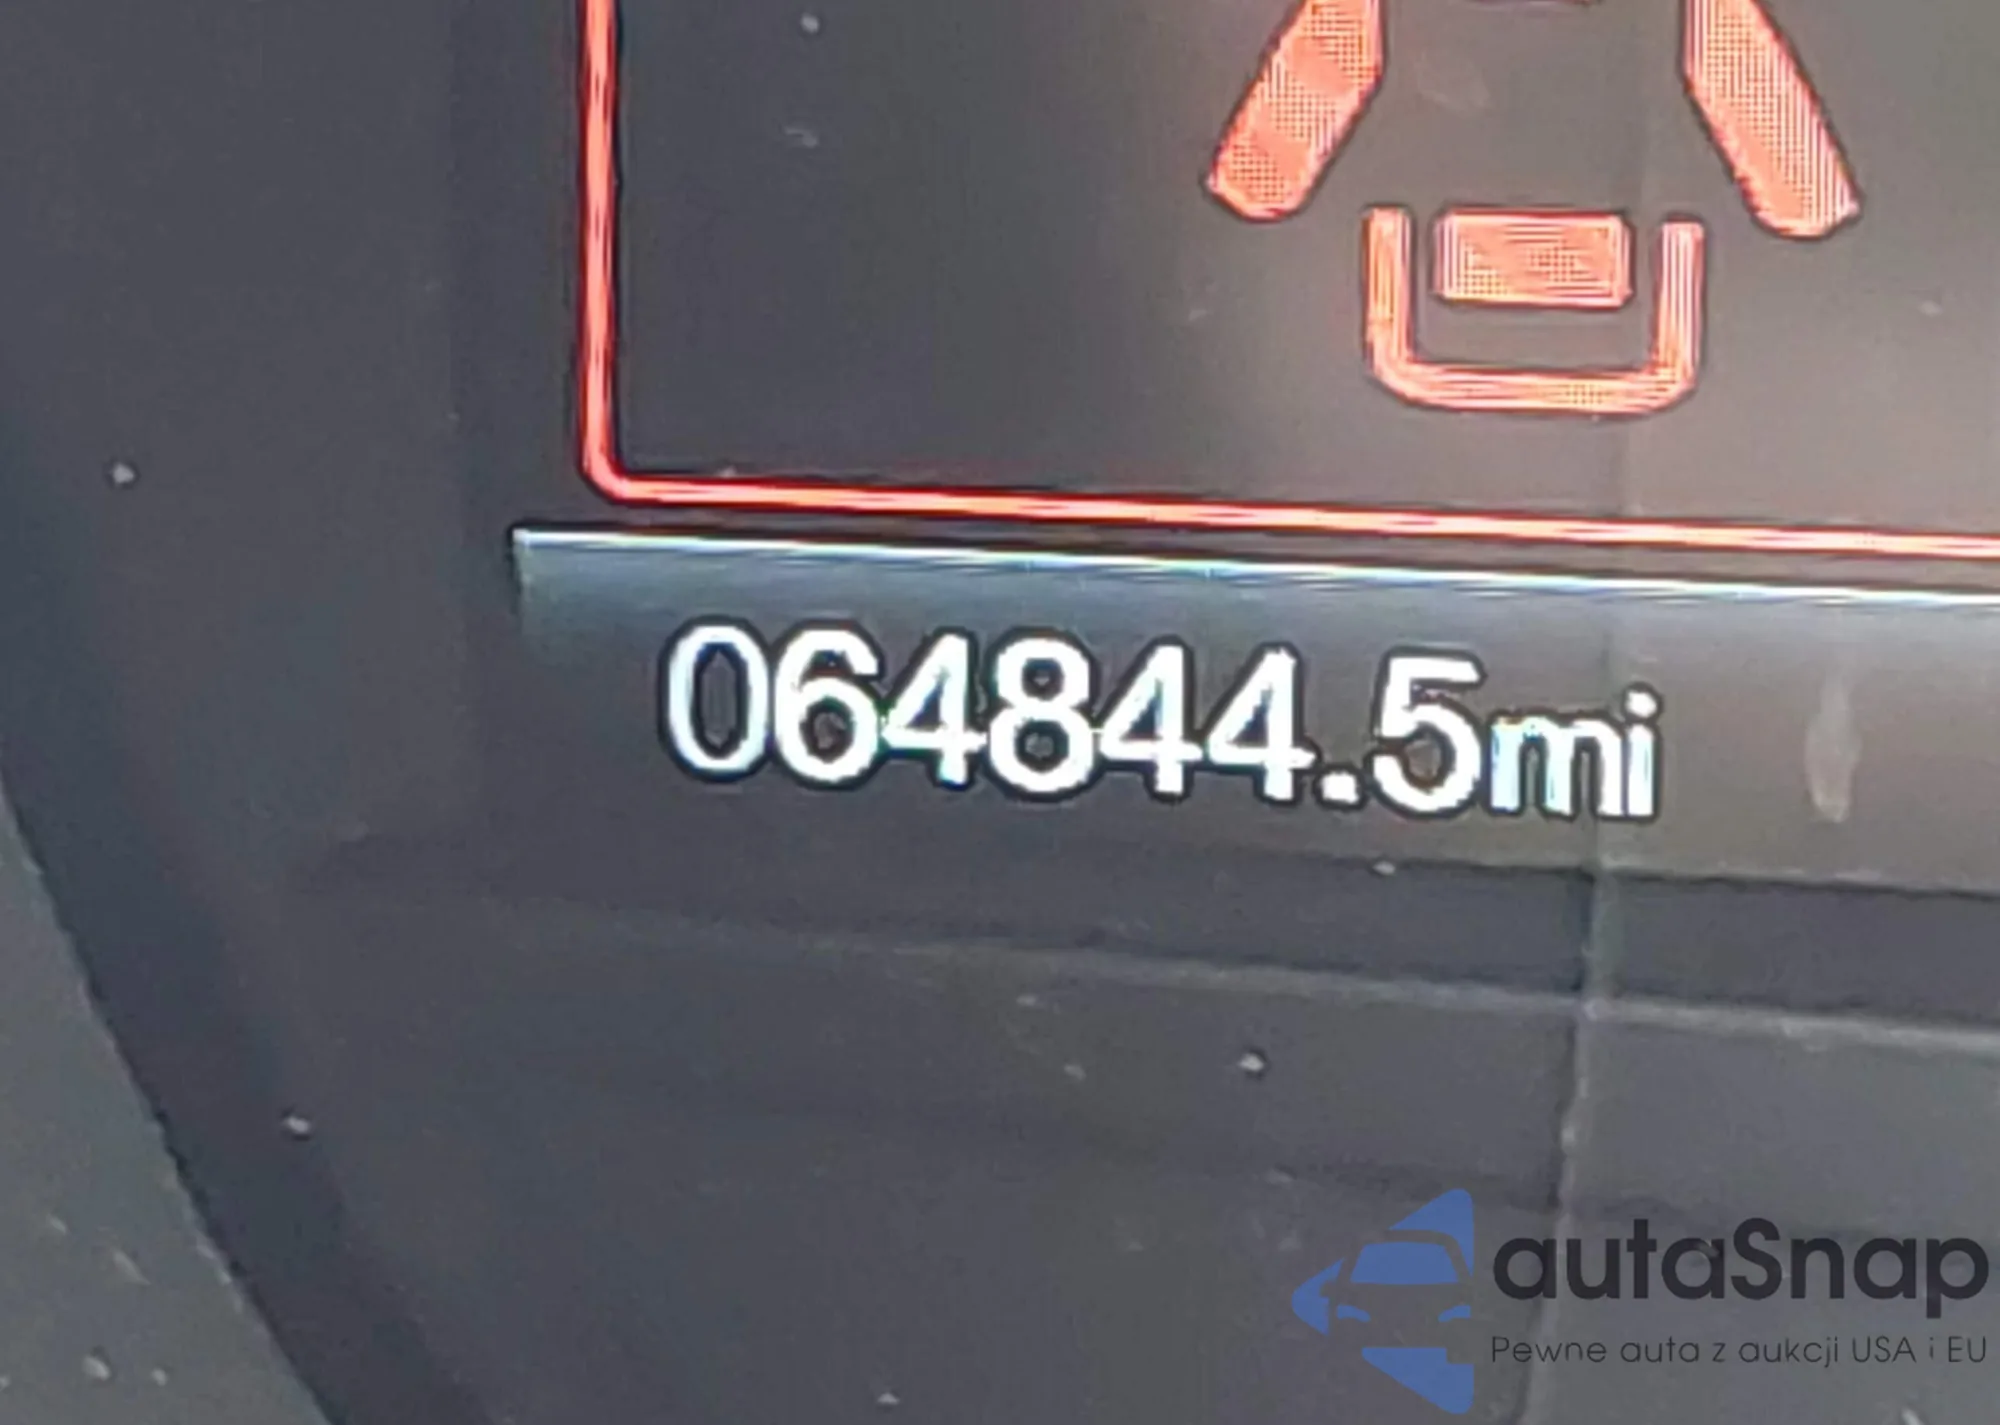 064844.5mi
autaSnap
Pewne auta z aukcji USA i EU